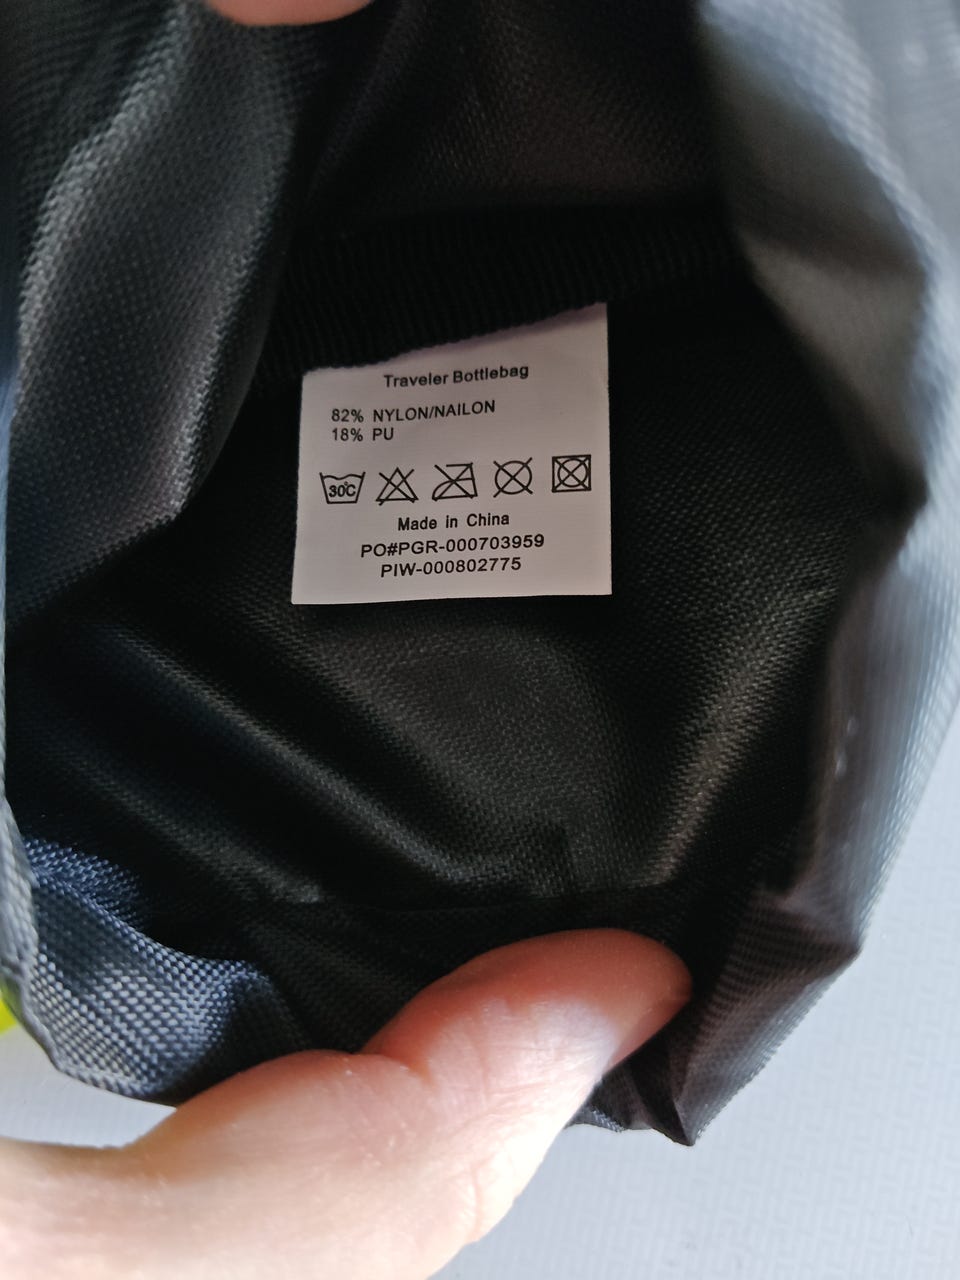 Traveler Bottlebag
82% NYLON/NAILON
18% PU
30°C
Made in China
PO#PGR-000703959
PIW-000802775